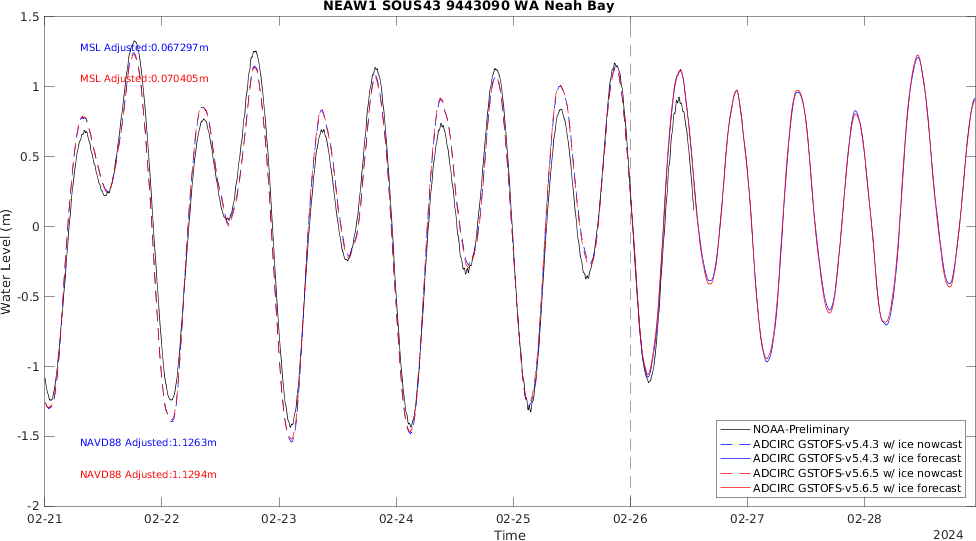 NEAW1 SOUS43 9443090 WA Neah Bay
1.5
1
0.5
0
-0.5
-1
-1.5
-2
Water Level (m)
MSL Adjusted:0.067297m
MSL Adjusted:0.070405m
NAVD88 Adjusted:1.1263m
NAVD88 Adjusted:1.1294m
NOAA-Preliminary
ADCIRC GSTOFS-v5.4.3 w/ ice nowcast
ADCIRC GSTOFS-v5.4.3 w/ ice forecast
ADCIRC GSTOFS-v5.6.5 w/ ice nowcast
ADCIRC GSTOFS-v5.6.5 w/ ice forecast
02-21 02-22 02-23 02-24 02-25 02-26 02-27 02-28
Time
2024